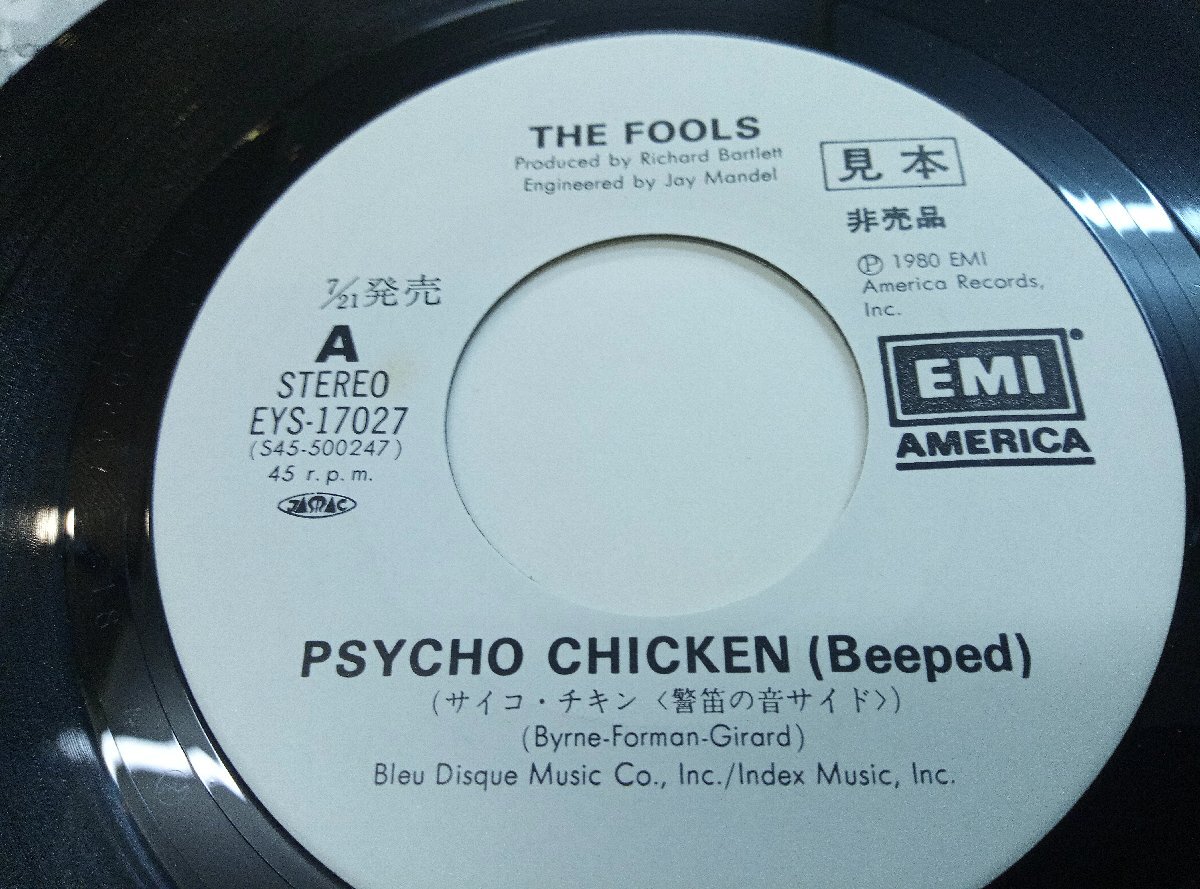 THE FOOLS
Produced by Richard Bartlett
Engineered by Jay Mandel
見本
非売品
Ⓟ 1980 EMI
America Records,
Inc.
7/21発売
A
STEREO
EYS-17027
(S45-500247)
45 r.p.m.
JASRAC
EMI
AMERICA
PSYCHO CHICKEN (Beeped)
(サイコ・チキン〈警笛の音サイド〉)
(Byrne-Forman-Girard)
Bleu Disque Music Co., Inc./Index Music, Inc.